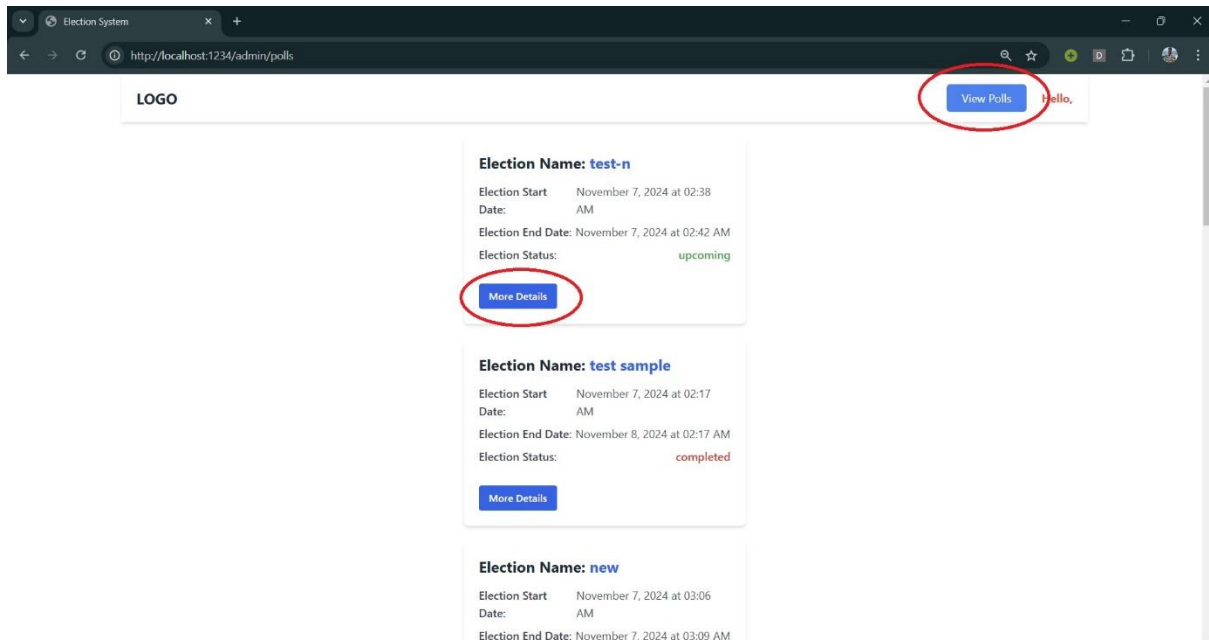 Election System
http://localhost:1234/admin/polls
D
LOGO
View Polls
Hello,
Election Name: test-n
Election Start Date:
November 7, 2024 at 02:38 AM
Election End Date: November 7, 2024 at 02:42 AM
Election Status: upcoming
More Details
Election Name: test sample
Election Start Date:
November 7, 2024 at 02:17 AM
Election End Date: November 8, 2024 at 02:17 AM
Election Status: completed
More Details
Election Name: new
Election Start Date:
November 7, 2024 at 03:06 AM
Election End Date: November 7, 2024 at 03:09 AM